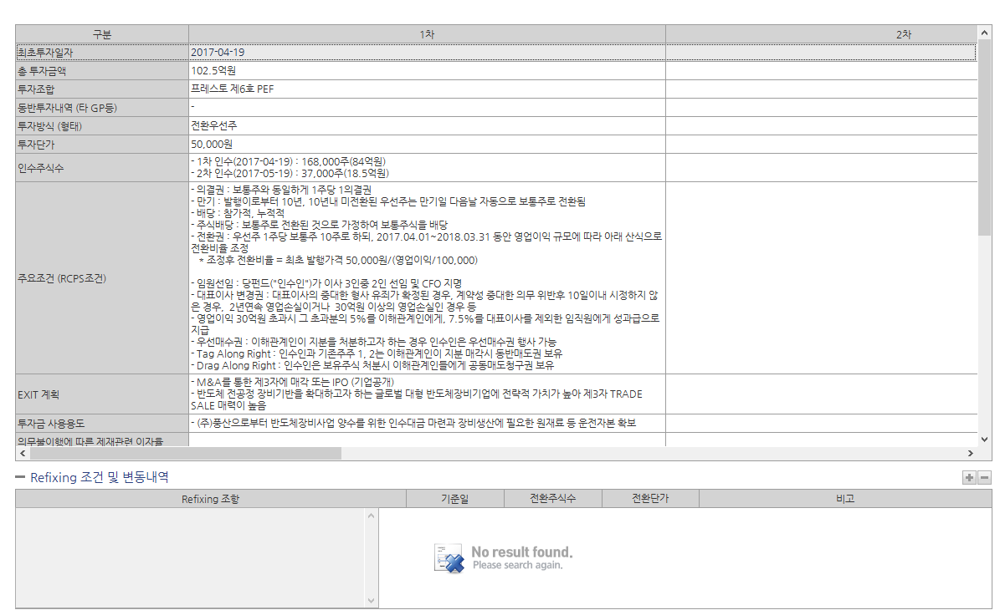 구분 1차 2차
최초투자일자 2017-04-19
총 투자금액 102.5억원
투자조합 프레스토 제6호 PEF
동반투자내역 (타 GP등) -
투자방식 (형태) 전환우선주
투자단가 50,000원
인수주식수
- 1차 인수(2017-04-19) : 168,000주(84억원)
- 2차 인수(2017-05-19) : 37,000주(18.5억원)
주요조건 (RCPS조건)
- 의결권 : 보통주와 동일하게 1주당 1의결권
- 만기 : 발행이로부터 10년, 10년내 미전환된 우선주는 만기일 다음날 자동으로 보통주로 전환됨
- 배당 : 참가적, 누적적
- 주식배당 : 보통주로 전환된 것으로 가정하여 보통주식을 배당
- 전환권 : 우선주 1주당 보통주 10주로 하되, 2017.04.01~2018.03.31 동안 영업이익 규모에 따라 아래 산식으로
전환비율 조정
* 조정후 전환비율 = 최초 발행가격 50,000원/(영업이익/100,000)
- 임원선임 : 당펀드("인수인")가 이사 3인중 2인 선임 및 CFO 지명
- 대표이사 변경권 : 대표이사의 중대한 형사 유죄가 확정된 경우, 계약성 중대한 의무 위반후 10일이내 시정하지 않
은 경우, 2년연속 영업손실이거나 30억원 이상의 영업손실인 경우 등
- 영업이익 30억원 초과시 그 초과분의 5%를 이해관계인에게, 7.5%를 대표이사를 제외한 임직원에게 성과급으로
지급
- 우선매수권 : 이해관계인이 지분을 처분하고자 하는 경우 인수인은 우선매수권 행사 가능
- Tag Along Right : 인수인과 기존주주 1, 2는 이해관계인이 지분 매각시 동반매도권 보유
- Drag Along Right : 인수인은 보유주식 처분시 이해관계인들에게 공동매도청구권 보유
EXIT 계획
- M&A를 통한 제3자에 매각 또는 IPO (기업공개)
- 반도체 전공정 장비기반을 확대하고자 하는 글로벌 대형 반도체장비기업에 전략적 가치가 높아 제3자 TRADE
SALE 매력이 높음
투자금 사용용도 - (주)풍산으로부터 반도체장비사업 양수를 위한 인수대금 마련과 장비생산에 필요한 원재료 등 운전자본 확보
의무불이행에 따른 제재관련 이자율
Refixing 조건 및 변동내역
Refixing 조항 기준일 전환주식수 전환단가 비고
No result found.
Please search again.